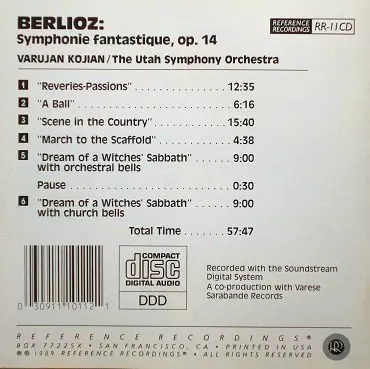 BERLIOZ:
Symphonie fantastique, op. 14
VARUJAN KOJIAN/The Utah Symphony Orchestra
REFERENCE
RECORDINGS
RR-11CD
1 "Reveries-Passions" . . . . . . . . . . . 12:35
2 "A Ball" . . . . . . . . . . . . . . . . . . . . . 6:16
3 "Scene in the Country" . . . . . . . . . 15:40
4 "March to the Scaffold" . . . . . . . . . 4:38
5 "Dream of a Witches' Sabbath" . . . . 9:00
with orchestral bells
Pause . . . . . . . . . . . . . . . . . . . . . . 0:30
6 "Dream of a Witches' Sabbath" . . . . 9:00
with church bells
Total Time . . . . . 57:47
0 30911 10112 1
COMPACT
disc
DIGITAL AUDIO
DDD
Recorded with the Soundstream
Digital System
A co-production with Varese
Sarabande Records
REFERENCE RECORDINGS®
BOX 77225X • SAN FRANCISCO, CA • PRINTED IN USA
℗ © 1989 REFERENCE RECORDINGS® • ALL RIGHTS RESERVED
RR